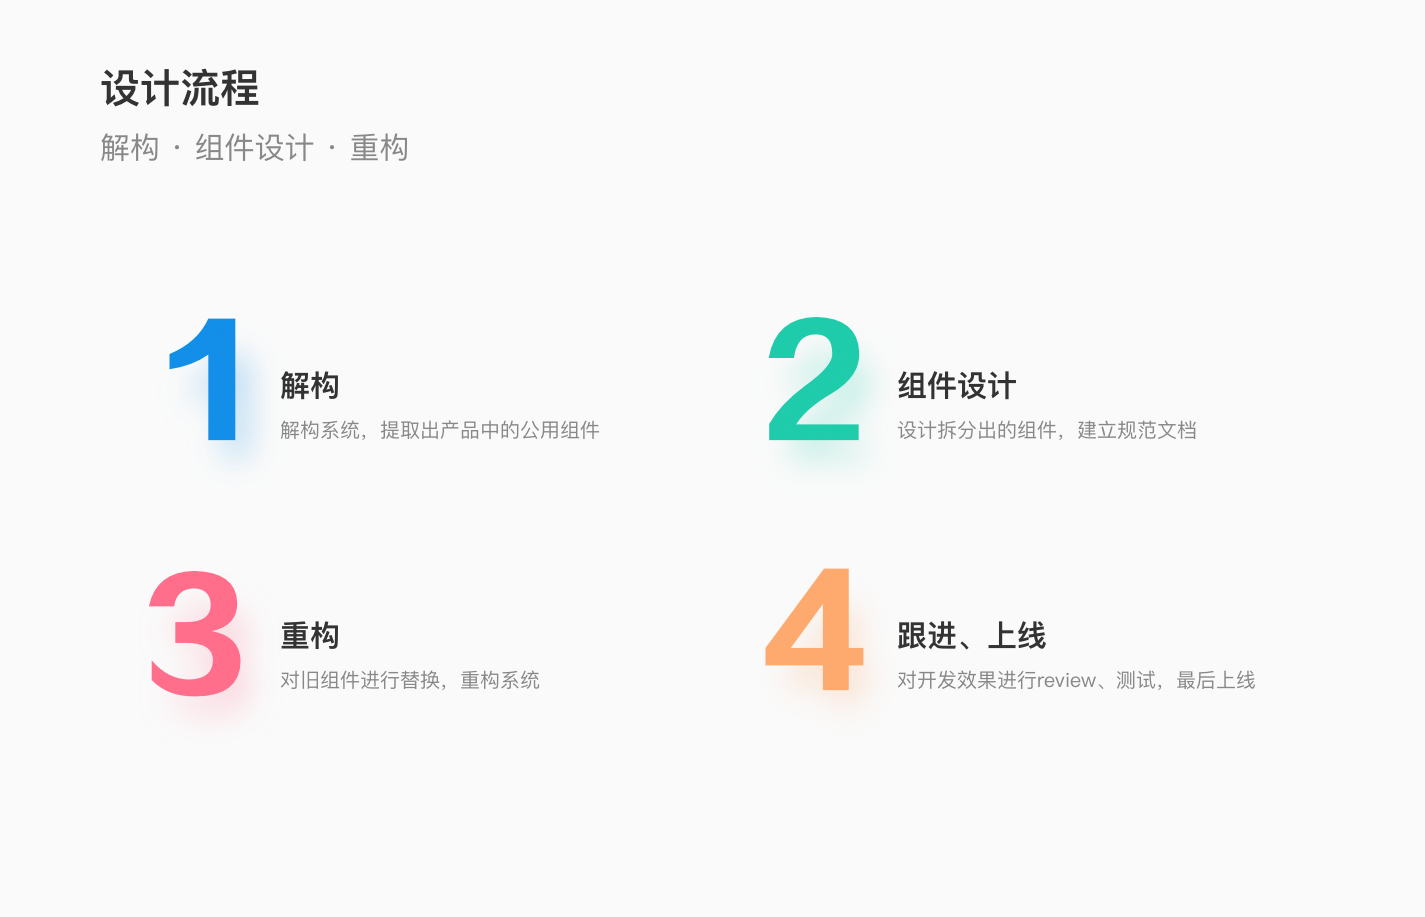 设计流程
解构 · 组件设计 · 重构
1
解构
解构系统，提取出产品中的公用组件
2
组件设计
设计拆分出的组件，建立规范文档
3
重构
对旧组件进行替换，重构系统
4
跟进、上线
对开发效果进行review、测试，最后上线